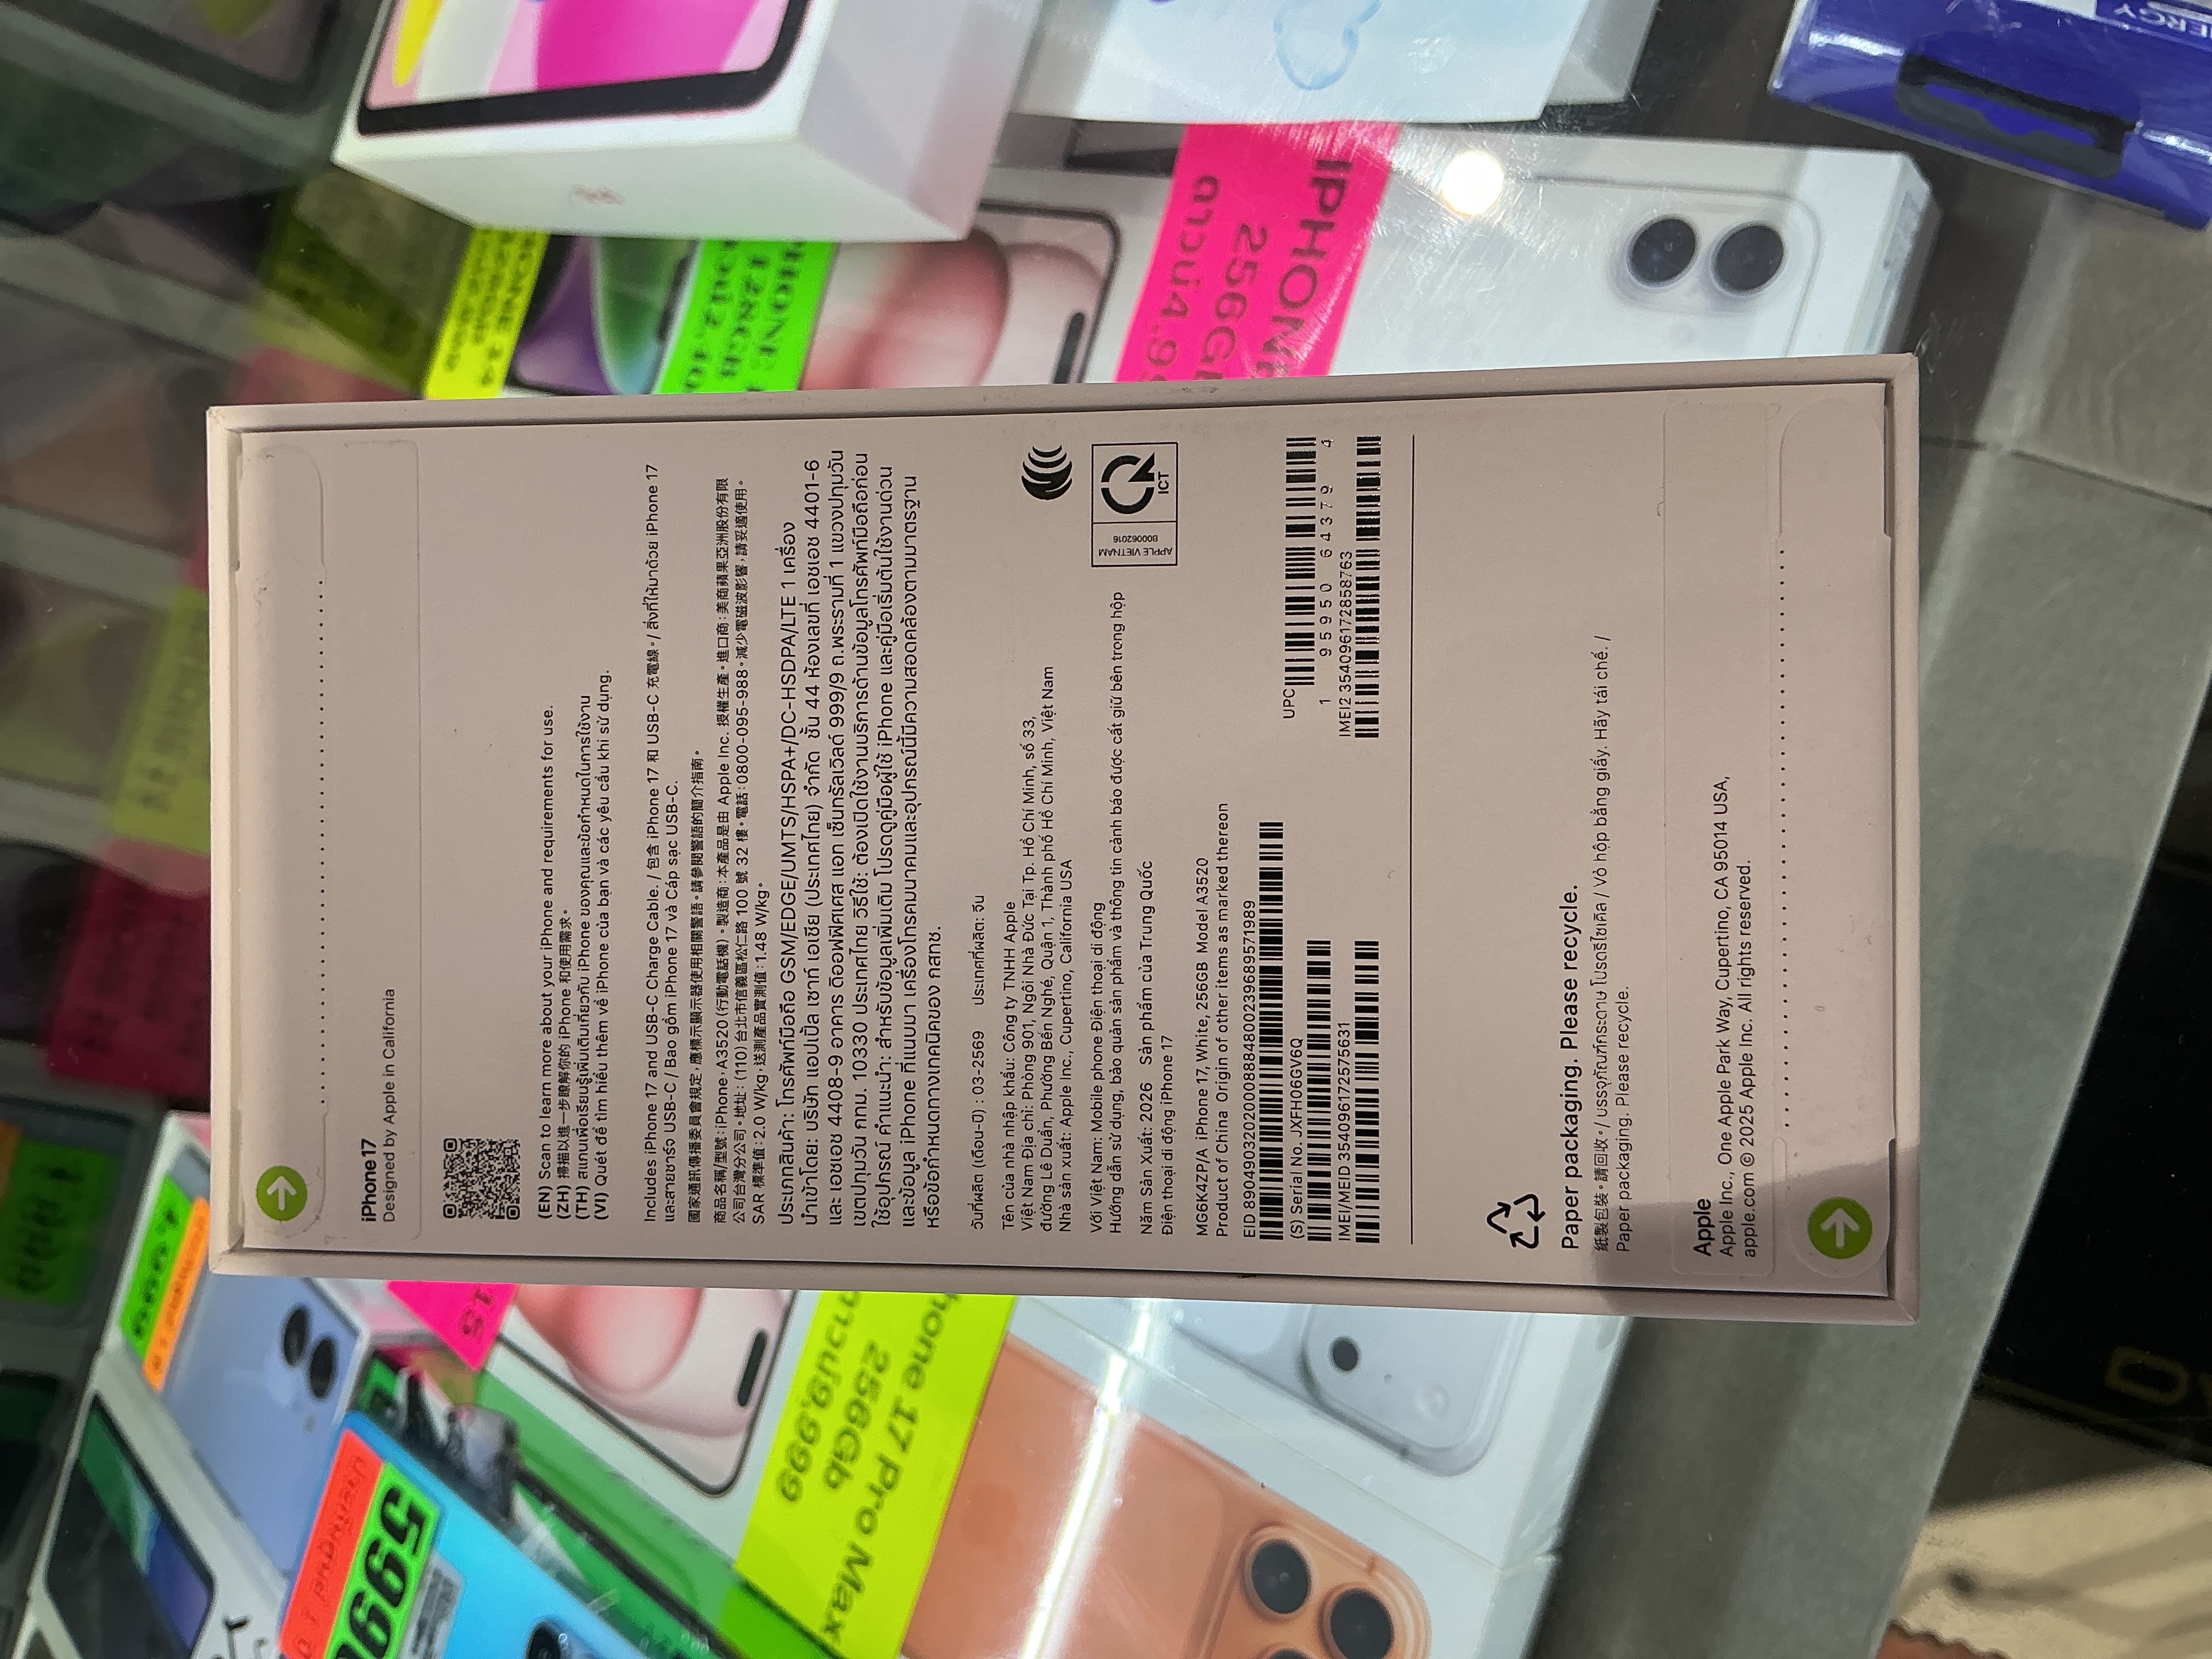 iPhone 17
Designed by Apple in California
(EN) Scan to learn more about your iPhone and requirements for use.
(ZH) 掃描以進一步瞭解你的 iPhone 和使用需求。
(TH) สแกนเพื่อเรียนรู้เพิ่มเติมเกี่ยวกับ iPhone ของคุณและข้อกำหนดในการใช้งาน
(VI) Quét để tìm hiểu thêm về iPhone của bạn và các yêu cầu khi sử dụng.
Includes iPhone 17 and USB-C Charge Cable. / 包含 iPhone 17 和 USB-C 充電線。/ สิ่งที่ให้มาด้วย iPhone 17
และสายชาร์จ USB-C / Bao gồm iPhone 17 và Cáp sạc USB-C.
國家通訊傳播委員會規定，應標示顯示器使用相關警語。請參閱警語的簡介指南。
商品名稱/型號：iPhone，A3520 (行動電話機)。製造商：本產品是由 Apple Inc. 授權生產。進口商：美商蘋果亞洲股份有限
公司台灣分公司。地址：(110) 台北市信義區松仁路 100 號 32 樓。電話：0800-095-988。減少電磁波影響，請妥適使用。
SAR 標準值：2.0 W/kg，送測產品實測值：1.48 W/kg。
ประเภทสินค้า: โทรศัพท์มือถือ GSM/EDGE/UMTS/HSPA+/DC-HSDPA/LTE 1 เครื่อง
นำเข้าโดย: บริษัท แอปเปิ้ล เซาท์ เอเชีย (ประเทศไทย) จำกัด ชั้น 44 ห้องเลขที่ เอชเอช 4401-6
และ เอชเอช 4408-9 อาคาร ดิออฟฟิศเศส แอท เซ็นทรัลเวิลด์ 999/9 ถ.พระรามที่ 1 แขวงปทุมวัน
เขตปทุมวัน กทม. 10330 ประเทศไทย วิธีใช้: ต้องเปิดใช้งานบริการด้านข้อมูลโทรศัพท์มือถือก่อน
ใช้อุปกรณ์ คำแนะนำ: สำหรับข้อมูลเพิ่มเติม โปรดดูคู่มือผู้ใช้ iPhone และคู่มือเริ่มต้นใช้งานด่วน
และข้อมูล iPhone ที่แนบมา เครื่องโทรคมนาคมและอุปกรณ์นี้มีความสอดคล้องตามมาตรฐาน
หรือข้อกำหนดทางเทคนิคของ กสทช.
วันที่ผลิต (เดือน-ปี) : 03-2569 ประเทศที่ผลิต: จีน
Tên của nhà nhập khẩu: Công ty TNHH Apple
Việt Nam Địa chỉ: Phòng 901, Ngôi Nhà Đức Tại Tp. Hồ Chí Minh, số 33,
đường Lê Duẩn, Phường Bến Nghé, Quận 1, Thành phố Hồ Chí Minh, Việt Nam
Nhà sản xuất: Apple Inc., Cupertino, California USA
Với Việt Nam: Mobile phone Điện thoại di động
Hướng dẫn sử dụng, bảo quản sản phẩm và thông tin cảnh báo được cất giữ bên trong hộp
Năm Sản Xuất: 2026 Sản phẩm của Trung Quốc
Điện thoại di động iPhone 17
APPLE VIETNAM
B00062016
ICT
MG6K4ZP/A iPhone 17, White, 256GB Model A3520
Product of China Origin of other items as marked thereon
EID 89049032020008884800239689571989
(S) Serial No. JXFH06GV6Q
IMEI/MEID 354096172575631
UPC
1 95950 64379 4
IMEI2 354096172858763
Paper packaging. Please recycle.
紙製包裝。請回收。/ บรรจุภัณฑ์กระดาษ โปรดรีไซเคิล / Vỏ hộp bằng giấy. Hãy tái chế. /
Paper packaging. Please recycle.
Apple
Apple Inc., One Apple Park Way, Cupertino, CA 95014 USA,
apple.com © 2025 Apple Inc. All rights reserved.
IPHONE
256G
ดาวน์4,9
128GB
iPhone 17 Pro Max
256Gb
ดาวน์9,999